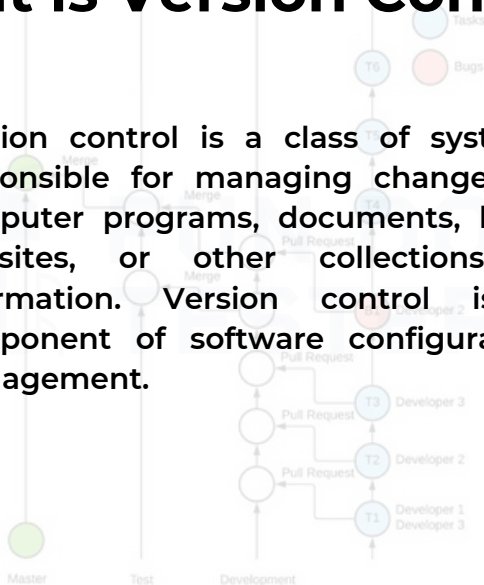 t is Version Con
Tasks
T6
Bugs
ion control is a class of syst
T5
Merge
onsible for managing change
Merge
T4
puter programs, documents, l
Pull Request
sites, or other collections
Merge
rmation. Version control is
B1
Developer 2
ponent of software configura
Pull Request
agement.
T3
Developer 3
Pull Request
T2
Developer 2
Pull Request
T1
Developer 1
Developer 3
Master
Test
Development